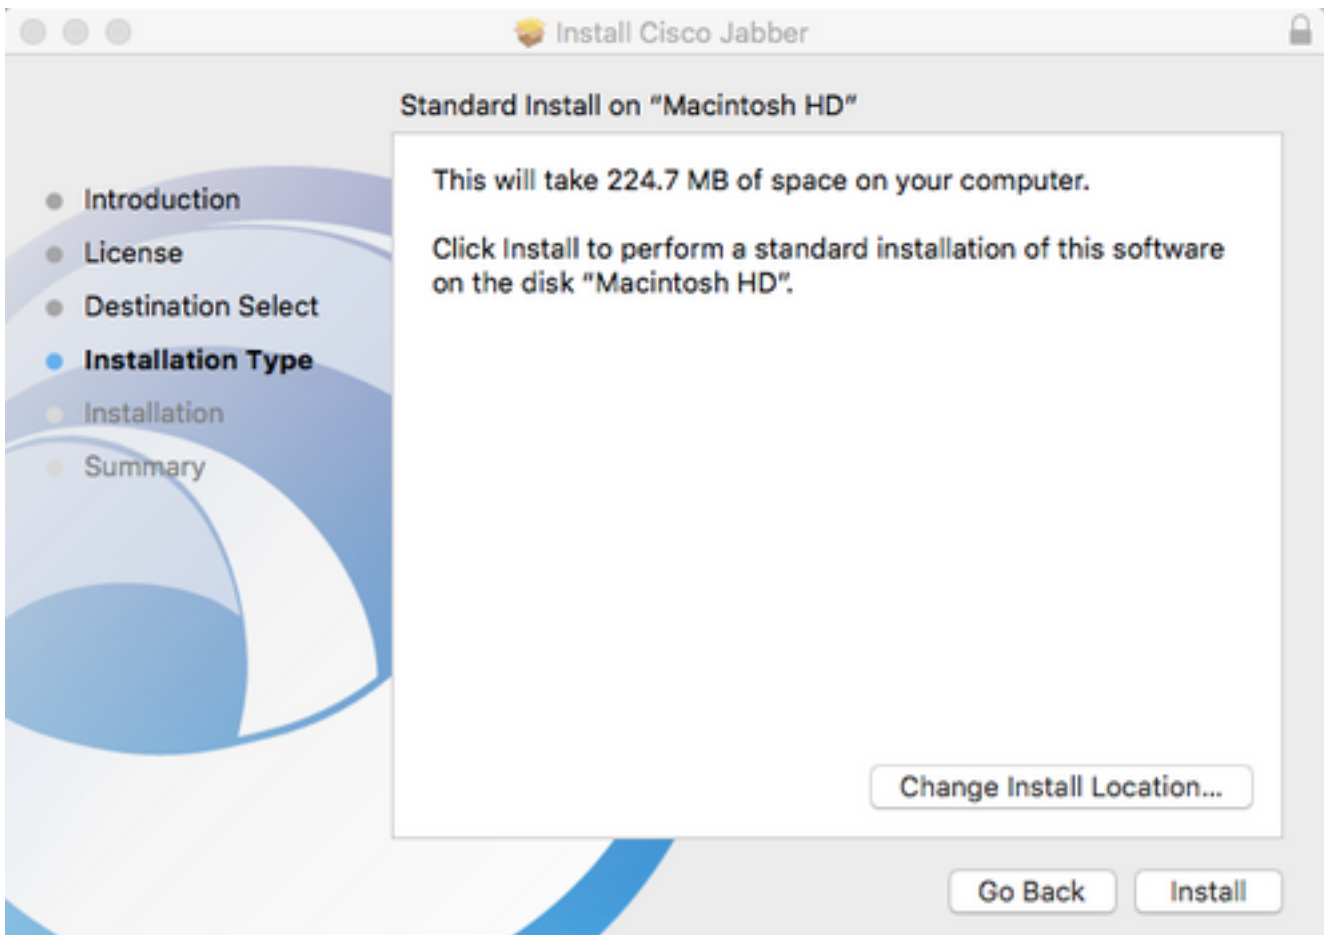 Install Cisco Jabber
Standard Install on “Macintosh HD”
Introduction
License
Destination Select
Installation Type
Installation
Summary
This will take 224.7 MB of space on your computer.
Click Install to perform a standard installation of this software
on the disk “Macintosh HD”.
Change Install Location...
Go Back
Install